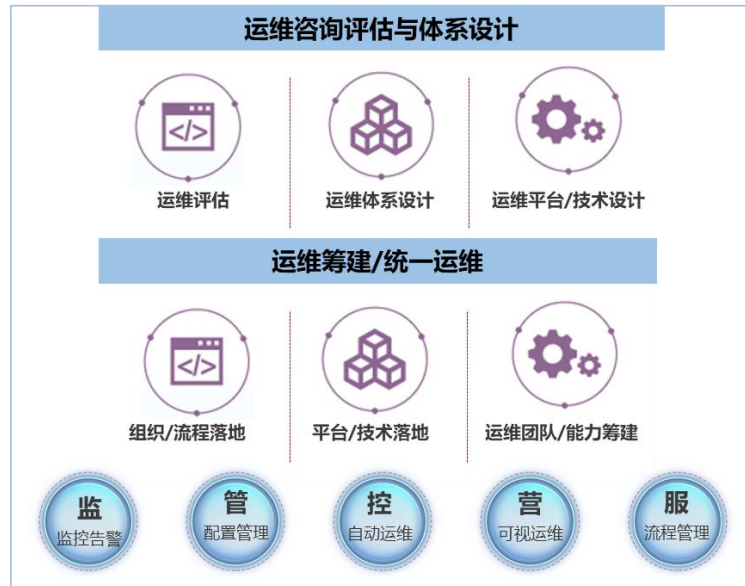 运维咨询评估与体系设计
</>
</>
运维评估
运维体系设计
运维平台/技术设计
运维筹建/统一运维
组织/流程落地
平台/技术落地
运维团队/能力筹建
监
监控告警
管
配置管理
控
自动运维
营
可视运维
服
流程管理